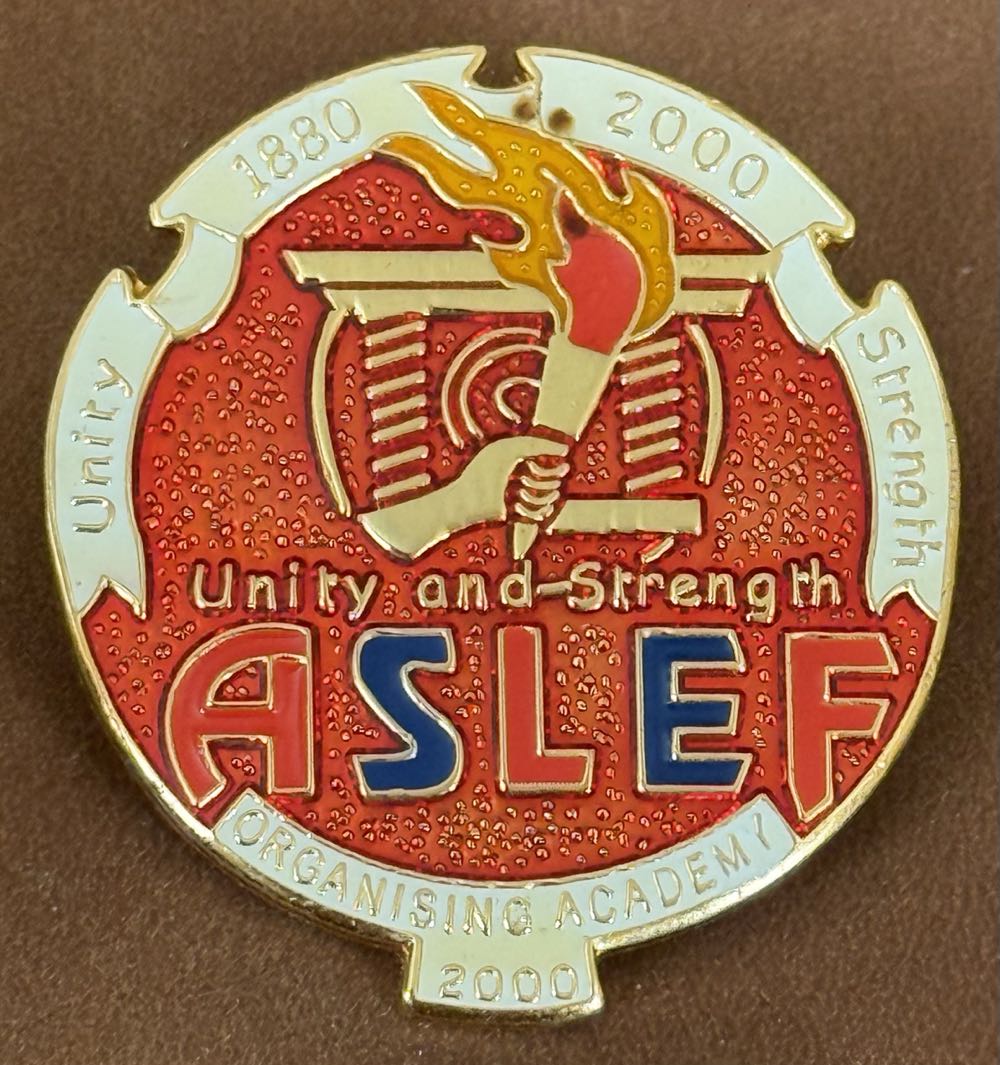 1880 2000
Unity Strength
Unity and Strength
ASLEF
ORGANISING ACADEMY
2000